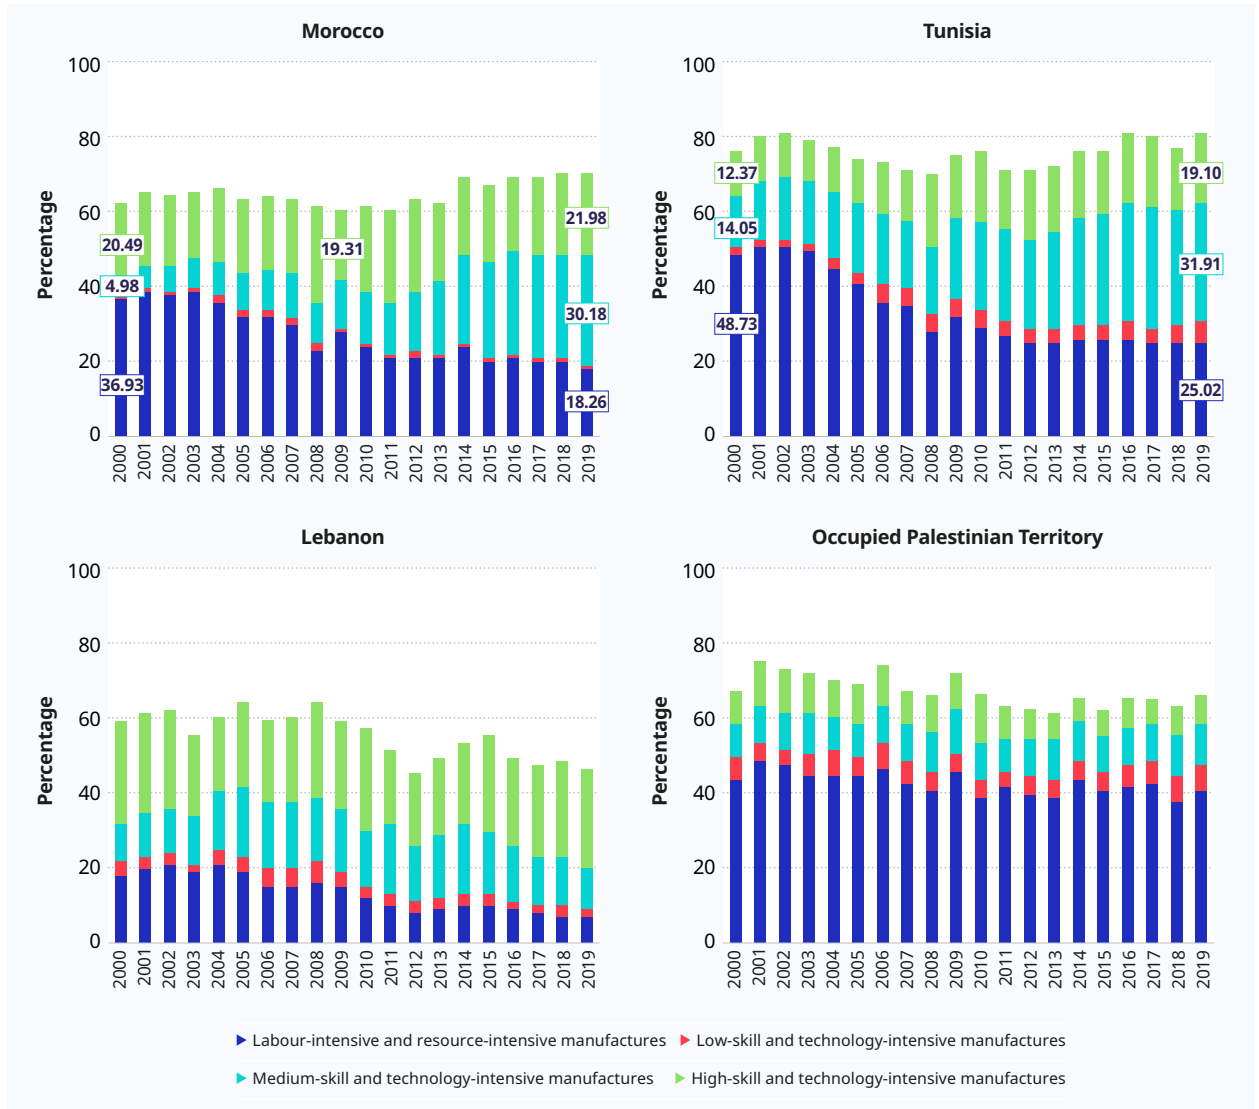 Morocco
Percentage
100
80
60
40
20
0
20.49
4.98
36.93
19.31
21.98
30.18
18.26
2000 2001 2002 2003 2004 2005 2006 2007 2008 2009 2010 2011 2012 2013 2014 2015 2016 2017 2018 2019
Tunisia
Percentage
100
80
60
40
20
0
12.37
14.05
48.73
19.10
31.91
25.02
2000 2001 2002 2003 2004 2005 2006 2007 2008 2009 2010 2011 2012 2013 2014 2015 2016 2017 2018 2019
Lebanon
Percentage
100
80
60
40
20
0
2000 2001 2002 2003 2004 2005 2006 2007 2008 2009 2010 2011 2012 2013 2014 2015 2016 2017 2018 2019
Occupied Palestinian Territory
Percentage
100
80
60
40
20
0
2000 2001 2002 2003 2004 2005 2006 2007 2008 2009 2010 2011 2012 2013 2014 2015 2016 2017 2018 2019
Labour-intensive and resource-intensive manufactures
Low-skill and technology-intensive manufactures
Medium-skill and technology-intensive manufactures
High-skill and technology-intensive manufactures